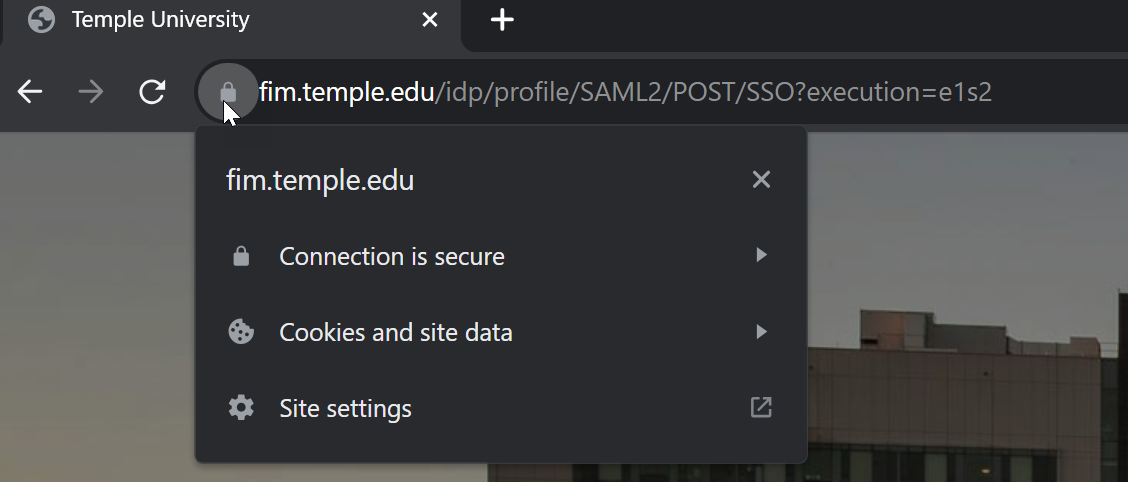 Temple University
fim.temple.edu/idp/profile/SAML2/POST/SSO?execution=e1s2
fim.temple.edu
Connection is secure
Cookies and site data
Site settings